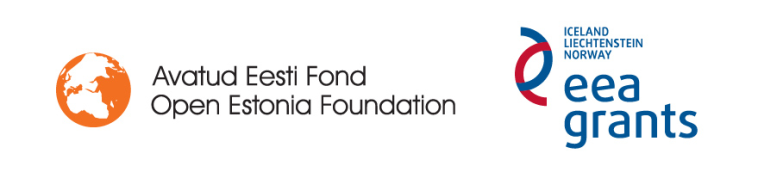 Avatud Eesti Fond
Open Estonia Foundation
ICELAND
LIECHTENSTEIN
NORWAY
eea
grants